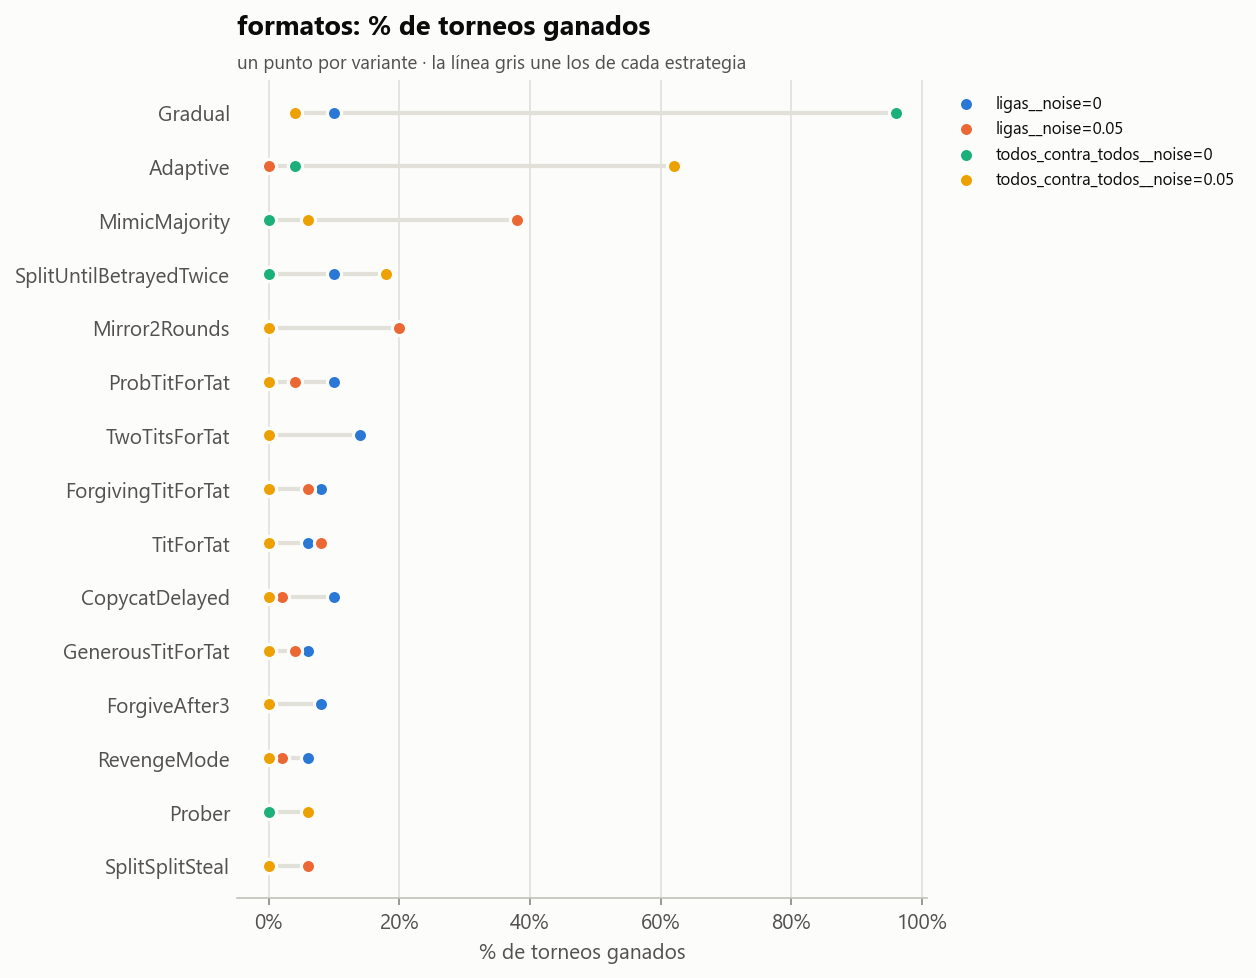 formatos: % de torneos ganados
un punto por variante · la línea gris une los de cada estrategia
ligas__noise=0
ligas__noise=0.05
todos_contra_todos__noise=0
todos_contra_todos__noise=0.05
Gradual
Adaptive
MimicMajority
SplitUntilBetrayedTwice
Mirror2Rounds
ProbTitForTat
TwoTitsForTat
ForgivingTitForTat
TitForTat
CopycatDelayed
GenerousTitForTat
ForgiveAfter3
RevengeMode
Prober
SplitSplitSteal
0% 20% 40% 60% 80% 100%
% de torneos ganados